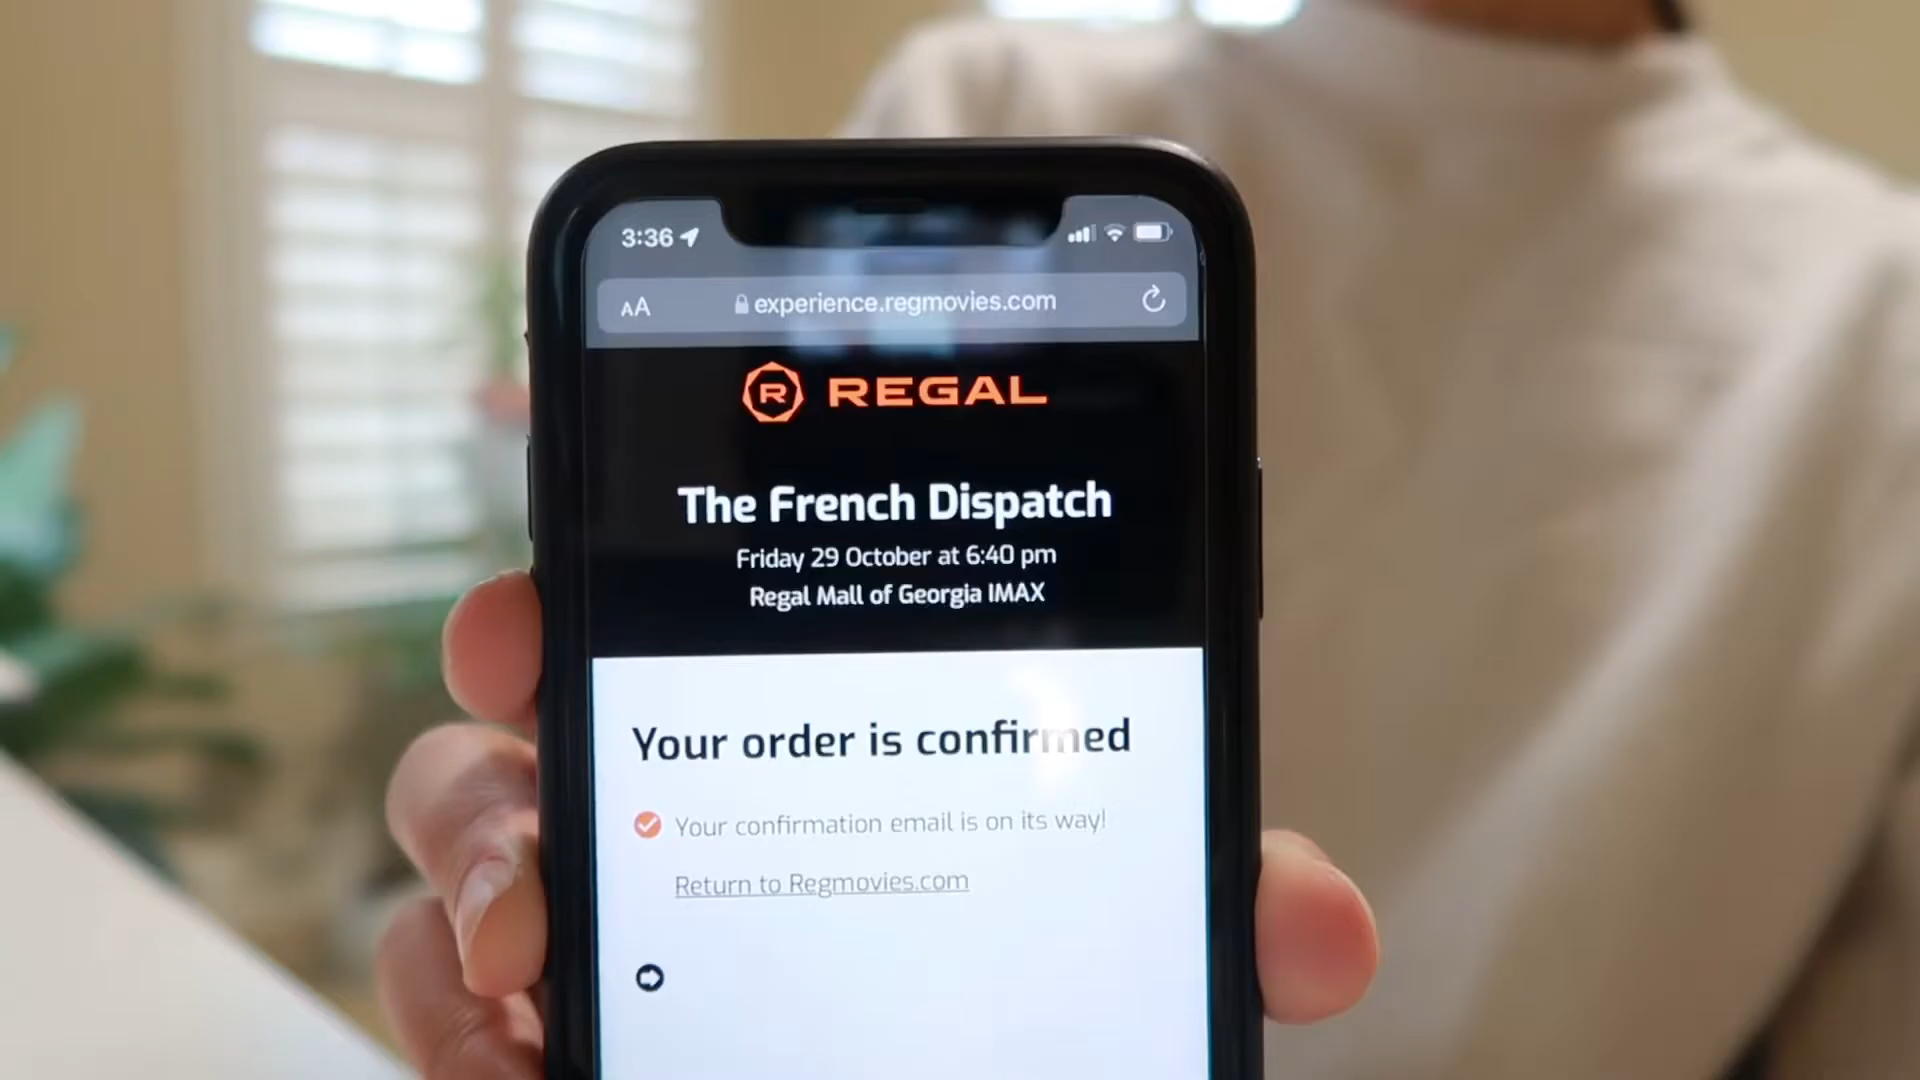 3:36
AA experience.regmovies.com
R REGAL
The French Dispatch
Friday 29 October at 6:40 pm
Regal Mall of Georgia IMAX
Your order is confirmed
Your confirmation email is on its way!
Return to Regmovies.com